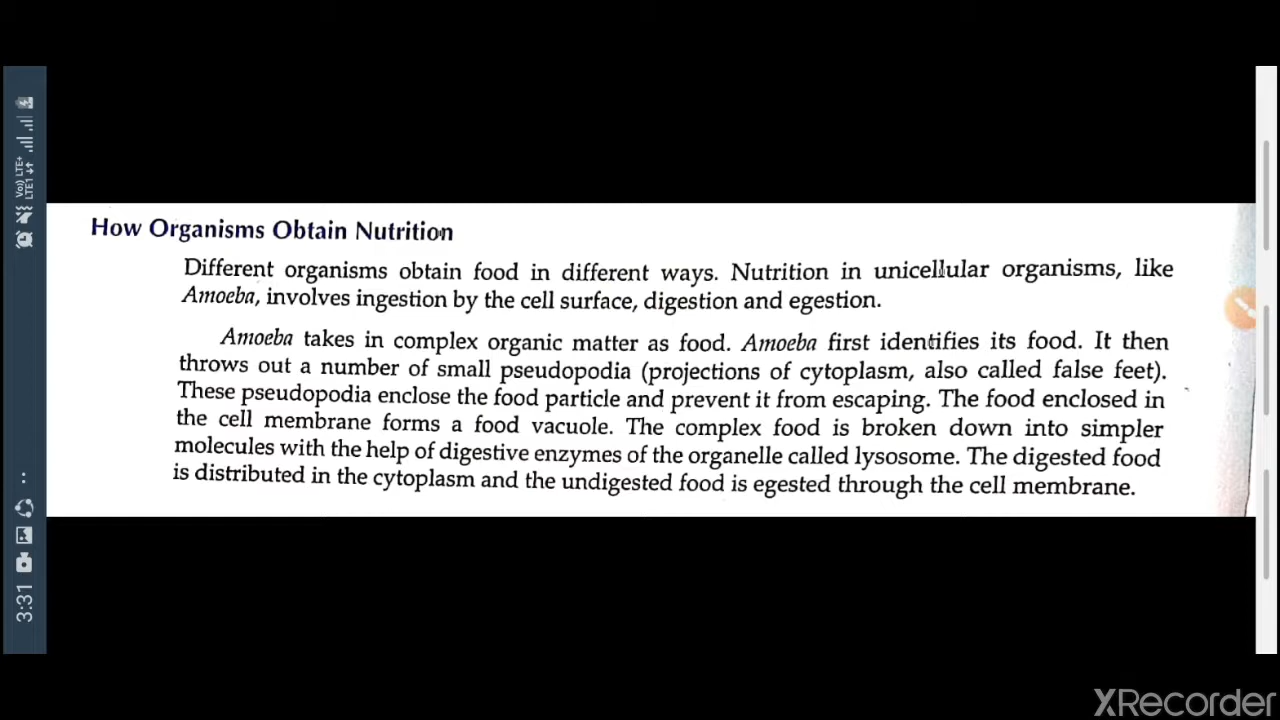 How Organisms Obtain Nutrition
Different organisms obtain food in different ways. Nutrition in unicellular organisms, like
Amoeba, involves ingestion by the cell surface, digestion and egestion.
Amoeba takes in complex organic matter as food. Amoeba first identifies its food. It then
throws out a number of small pseudopodia (projections of cytoplasm, also called false feet).
These pseudopodia enclose the food particle and prevent it from escaping. The food enclosed in
the cell membrane forms a food vacuole. The complex food is broken down into simpler
molecules with the help of digestive enzymes of the organelle called lysosome. The digested food
is distributed in the cytoplasm and the undigested food is egested through the cell membrane.
3:31
Vo) LTE+
LTE1
XRecorder